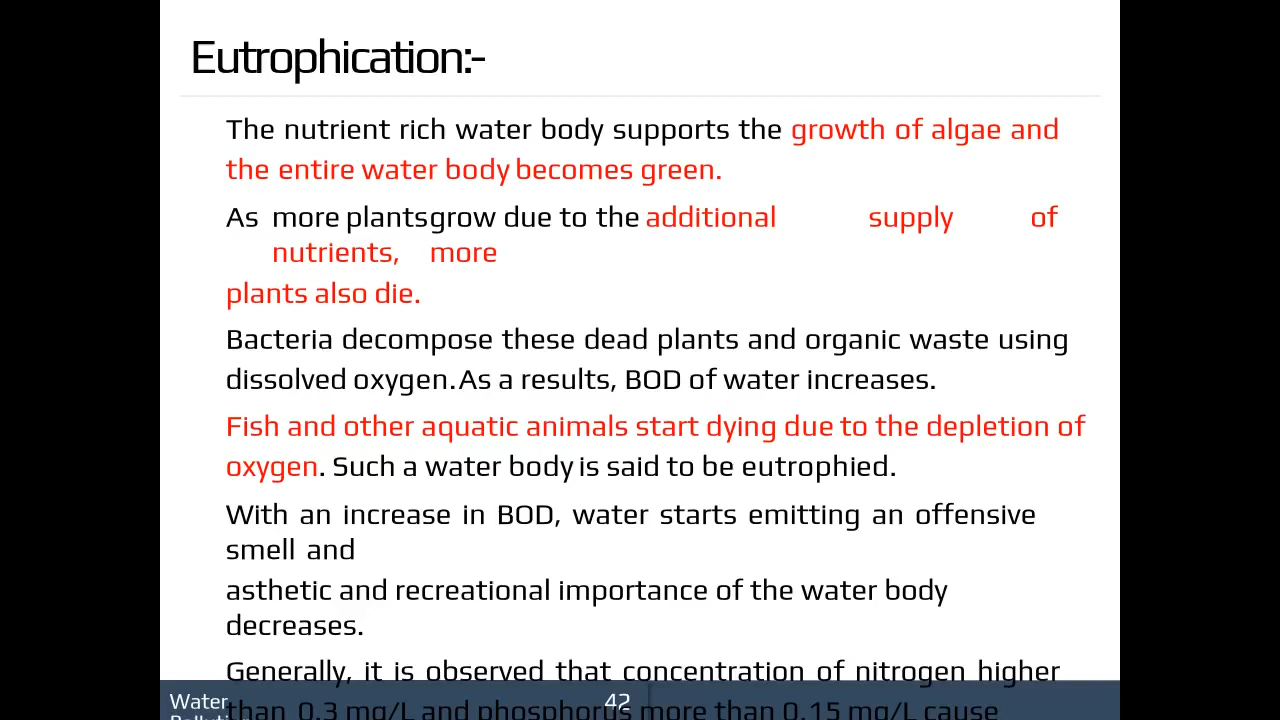 Eutrophication:-
The nutrient rich water body supports the growth of algae and
the entire water body becomes green.
As more plants grow due to the additional supply of
nutrients, more
plants also die.
Bacteria decompose these dead plants and organic waste using
dissolved oxygen. As a results, BOD of water increases.
Fish and other aquatic animals start dying due to the depletion of
oxygen. Such a water body is said to be eutrophied.
With an increase in BOD, water starts emitting an offensive
smell and
asthetic and recreational importance of the water body
decreases.
Generally, it is observed that concentration of nitrogen higher
than 0.3 mg/L and phosphorus more than 0.15 mg/L cause
Water
Pollution
42